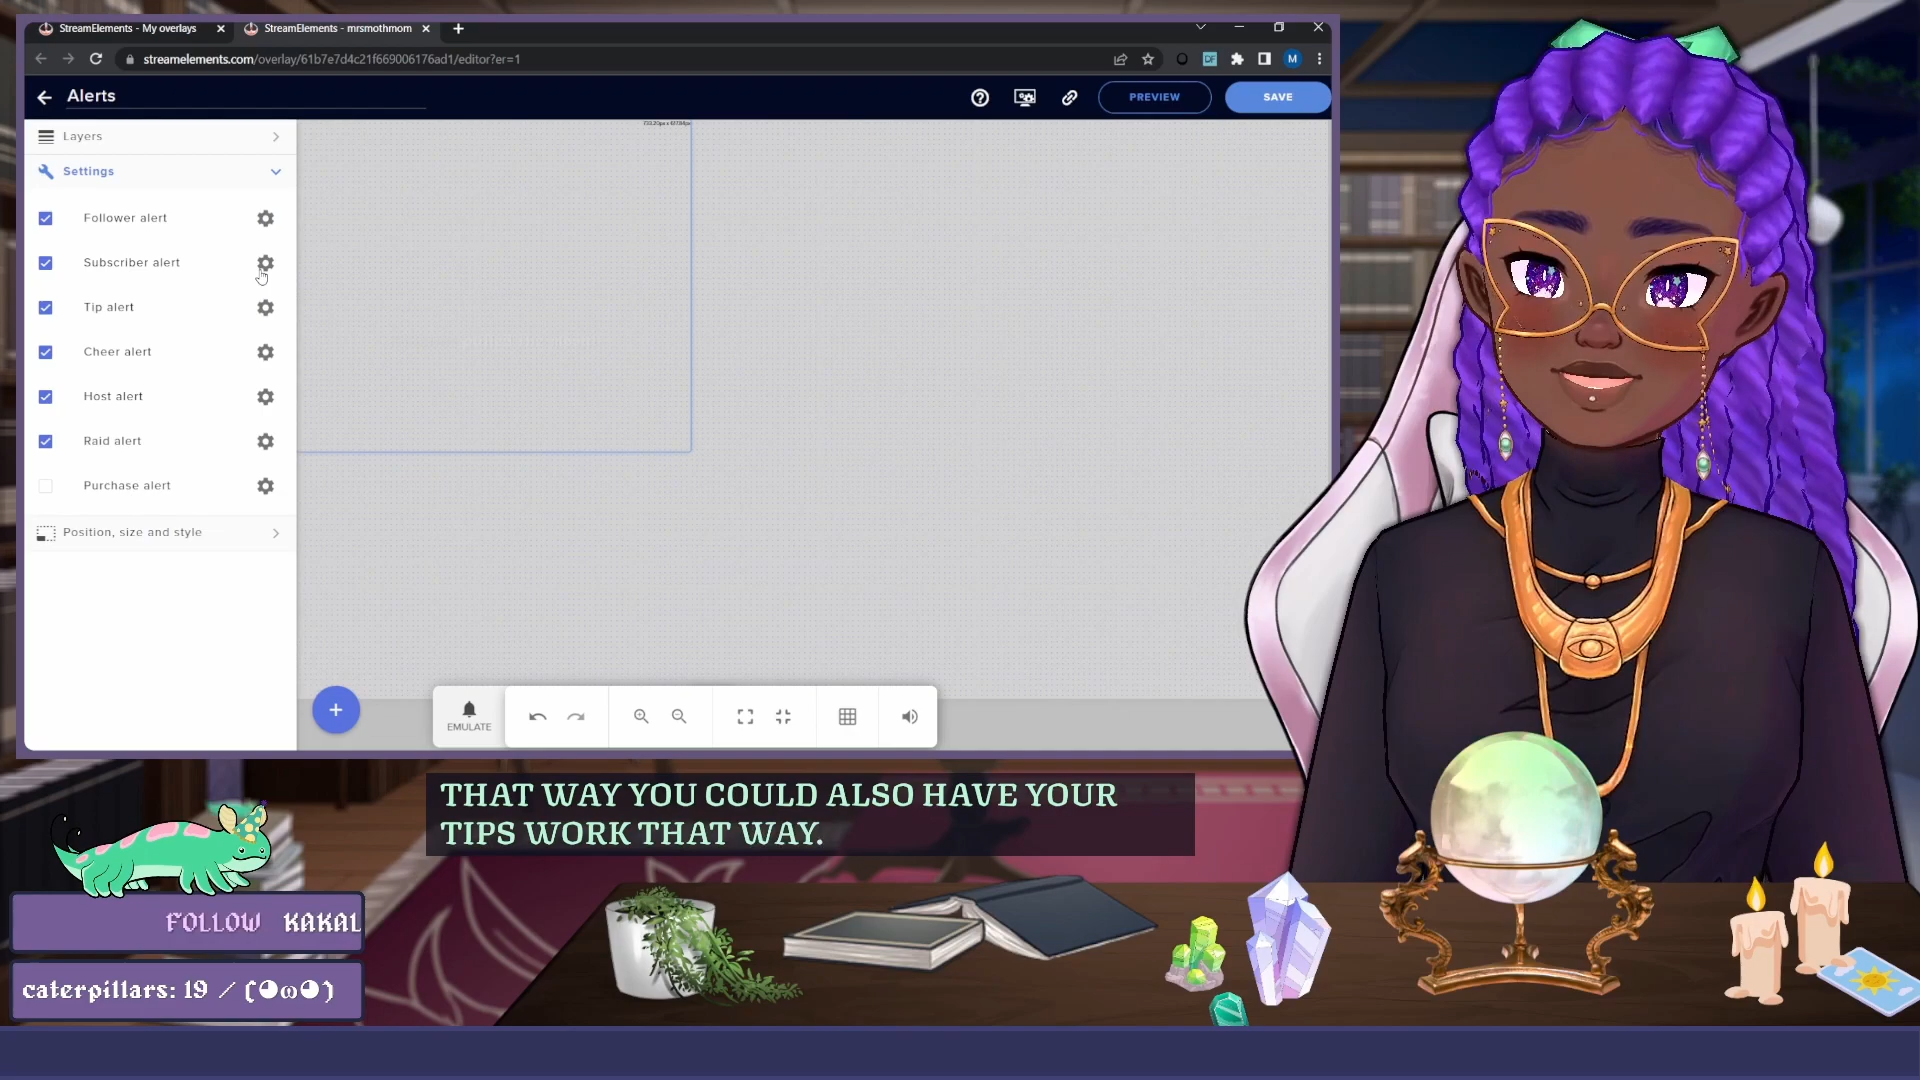 StreamElements - My overlays
StreamElements - mrsmothmom
streamelements.com/overlay/61b7e7d4c21f669006176ad1/editor?er=1
M
Alerts
PREVIEW
SAVE
Layers
Settings
Follower alert
Subscriber alert
Tip alert
Cheer alert
Host alert
Raid alert
Purchase alert
Position, size and style
EMULATE
THAT WAY YOU COULD ALSO HAVE YOUR
TIPS WORK THAT WAY.
FOLLOW KAKAL
caterpillars: 19 / (◕ω◕)